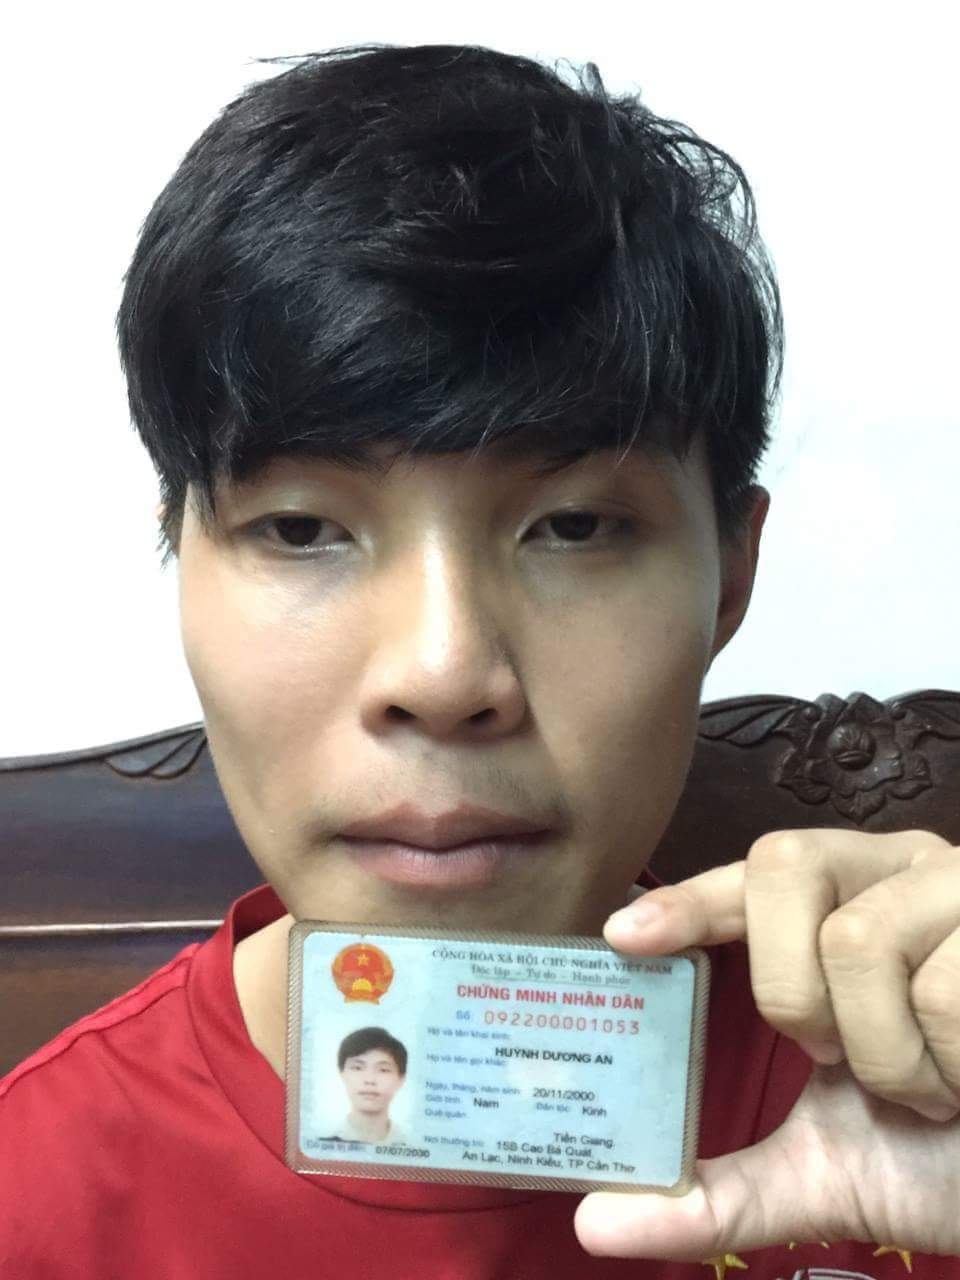 CỘNG HÒA XÃ HỘI CHỦ NGHĨA VIỆT NAM
Độc lập - Tự do - Hạnh phúc
CHỨNG MINH NHÂN DÂN
Số 092200001053
Họ và tên khai sinh:
HUỲNH DƯƠNG AN
Họ và tên gọi khác:
Ngày, tháng, năm sinh: 20/11/2000
Giới tính: Nam Dân tộc: Kinh
Quê quán:
Tiền Giang
Có giá trị đến: 07/07/2030
Nơi thường trú: 15B Cao Bá Quát,
An Lạc, Ninh Kiều, TP Cần Thơ